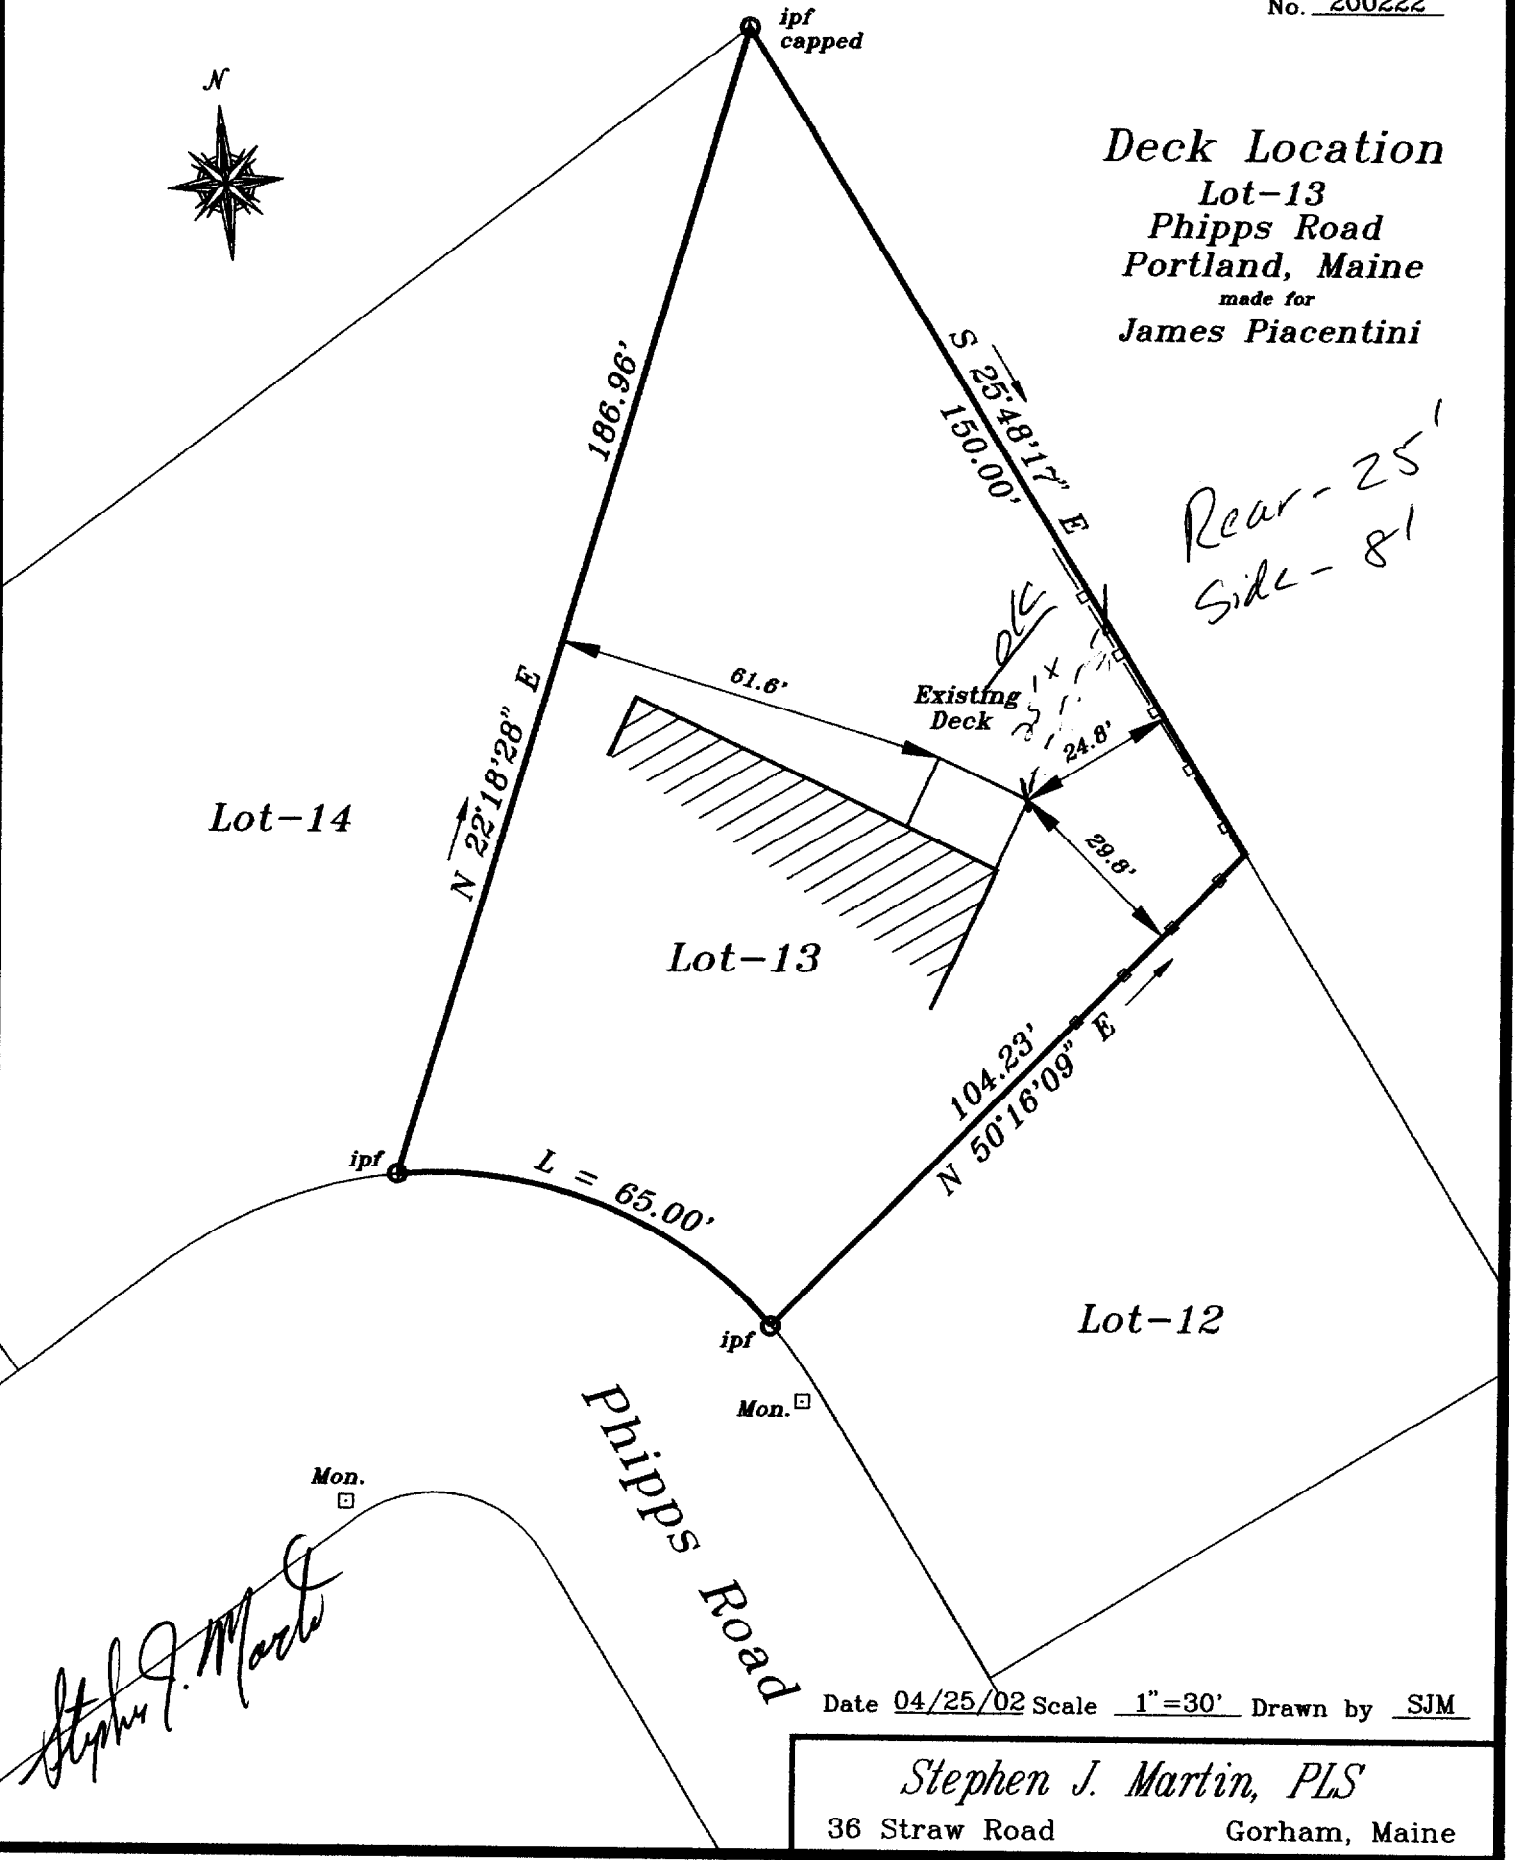 No. 200222
ipf
capped
N
Deck Location
Lot-13
Phipps Road
Portland, Maine
made for
James Piacentini
S 25°48'17" E
150.00'
186.96'
Rear - 25'
Side - 8'
ok
61.6'
Existing
Deck
24.8'
N 22°18'28" E
Lot-14
29.8'
Lot-13
104.23'
N 50°16'09" E
ipf
L = 65.00'
ipf
Lot-12
Mon.
Phipps Road
Mon.
Stephen J. Martin
Date 04/25/02 Scale 1"=30' Drawn by SJM
Stephen J. Martin, PLS
36 Straw Road Gorham, Maine